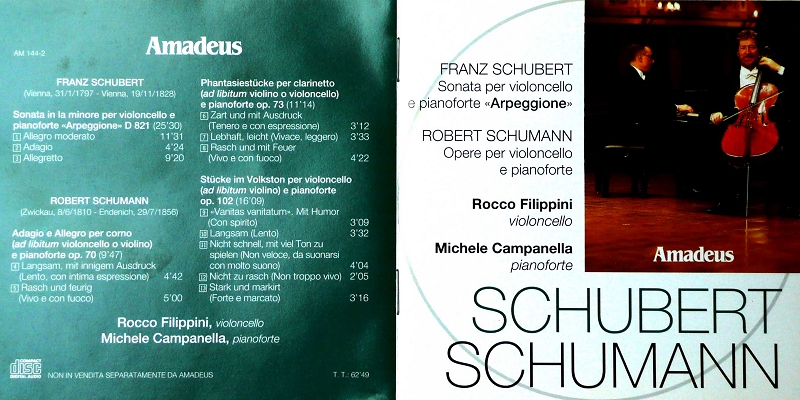 AM 144-2
Amadeus
FRANZ SCHUBERT
(Vienna, 31/1/1797 - Vienna, 19/11/1828)
Sonata in la minore per violoncello e
pianoforte «Arpeggione» D 821 (25'30)
1 Allegro moderato 11'31
2 Adagio 4'24
3 Allegretto 9'20
ROBERT SCHUMANN
(Zwickau, 8/6/1810 - Endenich, 29/7/1856)
Adagio e Allegro per corno
(ad libitum violoncello o violino)
e pianoforte op. 70 (9'47)
4 Langsam, mit innigem Ausdruck
(Lento, con intima espressione) 4'42
5 Rasch und feurig
(Vivo e con fuoco) 5'00
Phantasiestücke per clarinetto
(ad libitum violino o violoncello)
e pianoforte op. 73 (11'14)
6 Zart und mit Ausdruck
(Tenero e con espressione) 3'12
7 Lebhaft, leicht (Vivace, leggero) 3'33
8 Rasch und mit Feuer
(Vivo e con fuoco) 4'22
Stücke im Volkston per violoncello
(ad libitum violino) e pianoforte
op. 102 (16'09)
9 «Vanitas vanitatum». Mit Humor
(Con spirito) 3'09
10 Langsam (Lento) 3'32
11 Nicht schnell, mit viel Ton zu
spielen (Non veloce, da suonarsi
con molto suono) 4'04
12 Nicht zu rasch (Non troppo vivo) 2'05
13 Stark und markirt
(Forte e marcato) 3'16
Rocco Filippini, violoncello
Michele Campanella, pianoforte
COMPACT
disc
DIGITAL AUDIO
NON IN VENDITA SEPARATAMENTE DA AMADEUS
T. T.: 62'49
FRANZ SCHUBERT
Sonata per violoncello
e pianoforte «Arpeggione»
ROBERT SCHUMANN
Opere per violoncello
e pianoforte
Rocco Filippini
violoncello
Michele Campanella
pianoforte
Amadeus
SCHUBERT
SCHUMANN